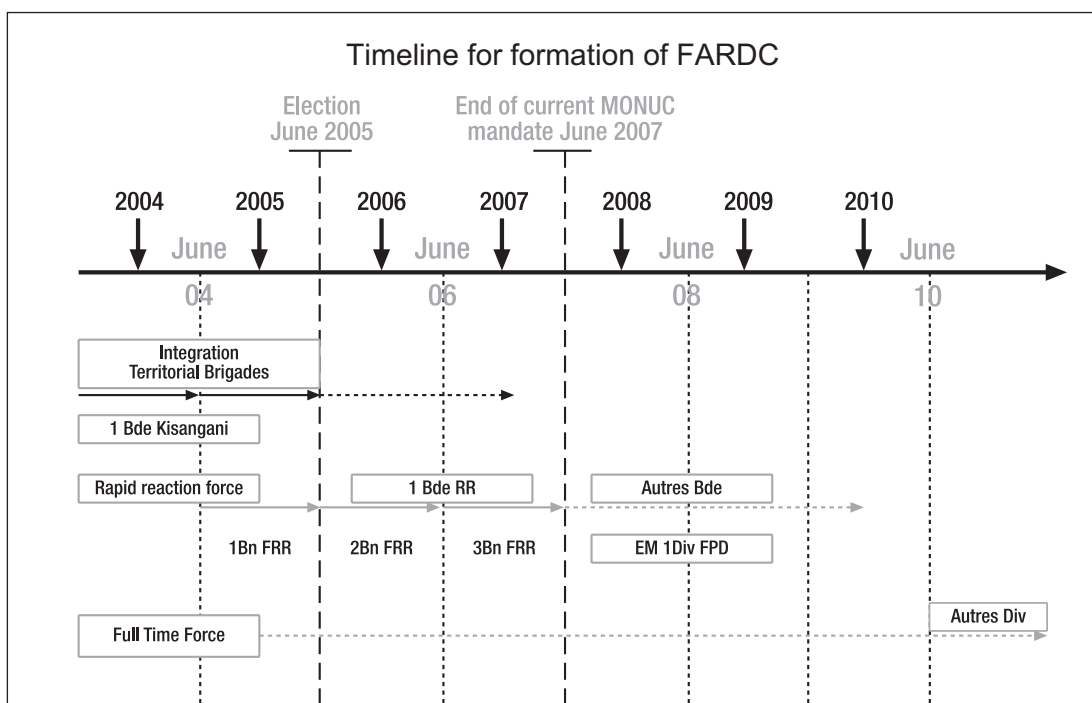 Timeline for formation of FARDC
Election
June 2005
End of current MONUC
mandate June 2007
2004
2005
2006
2007
2008
2009
2010
June
June
June
June
04
06
08
10
Integration
Territorial Brigades
1 Bde Kisangani
Rapid reaction force
1 Bde RR
Autres Bde
1Bn FRR
2Bn FRR
3Bn FRR
EM 1Div FPD
Full Time Force
Autres Div